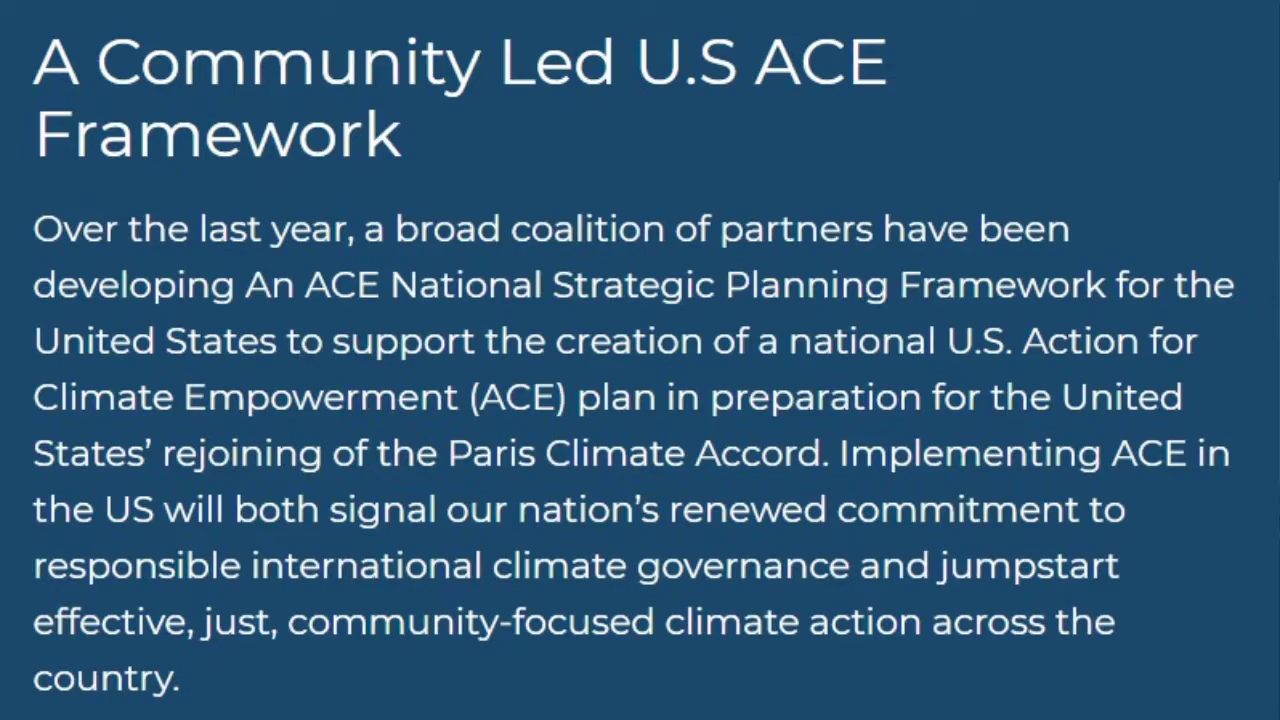 A Community Led U.S ACE
Framework
Over the last year, a broad coalition of partners have been
developing An ACE National Strategic Planning Framework for the
United States to support the creation of a national U.S. Action for
Climate Empowerment (ACE) plan in preparation for the United
States’ rejoining of the Paris Climate Accord. Implementing ACE in
the US will both signal our nation’s renewed commitment to
responsible international climate governance and jumpstart
effective, just, community-focused climate action across the
country.